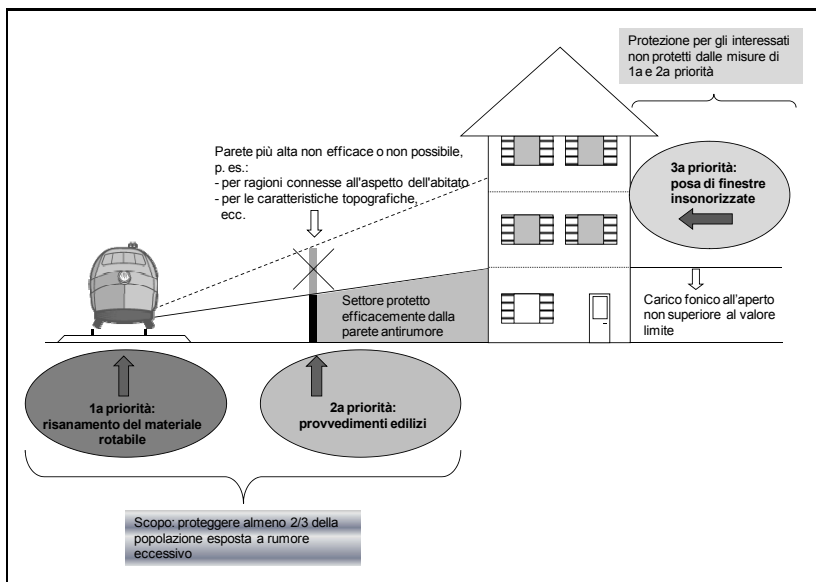 Protezione per gli interessati
non protetti dalle misure di
1a e 2a priorità
Parete più alta non efficace o non possibile,
p. es.:
- per ragioni connesse all'aspetto dell'abitato
- per le caratteristiche topografiche,
ecc.
3a priorità:
posa di finestre
insonorizzate
Settore protetto
efficacemente dalla
parete antirumore
Carico fonico all'aperto
non superiore al valore
limite
1a priorità:
risanamento del materiale
rotabile
2a priorità:
provvedimenti edilizi
Scopo: proteggere almeno 2/3 della
popolazione esposta a rumore
eccessivo